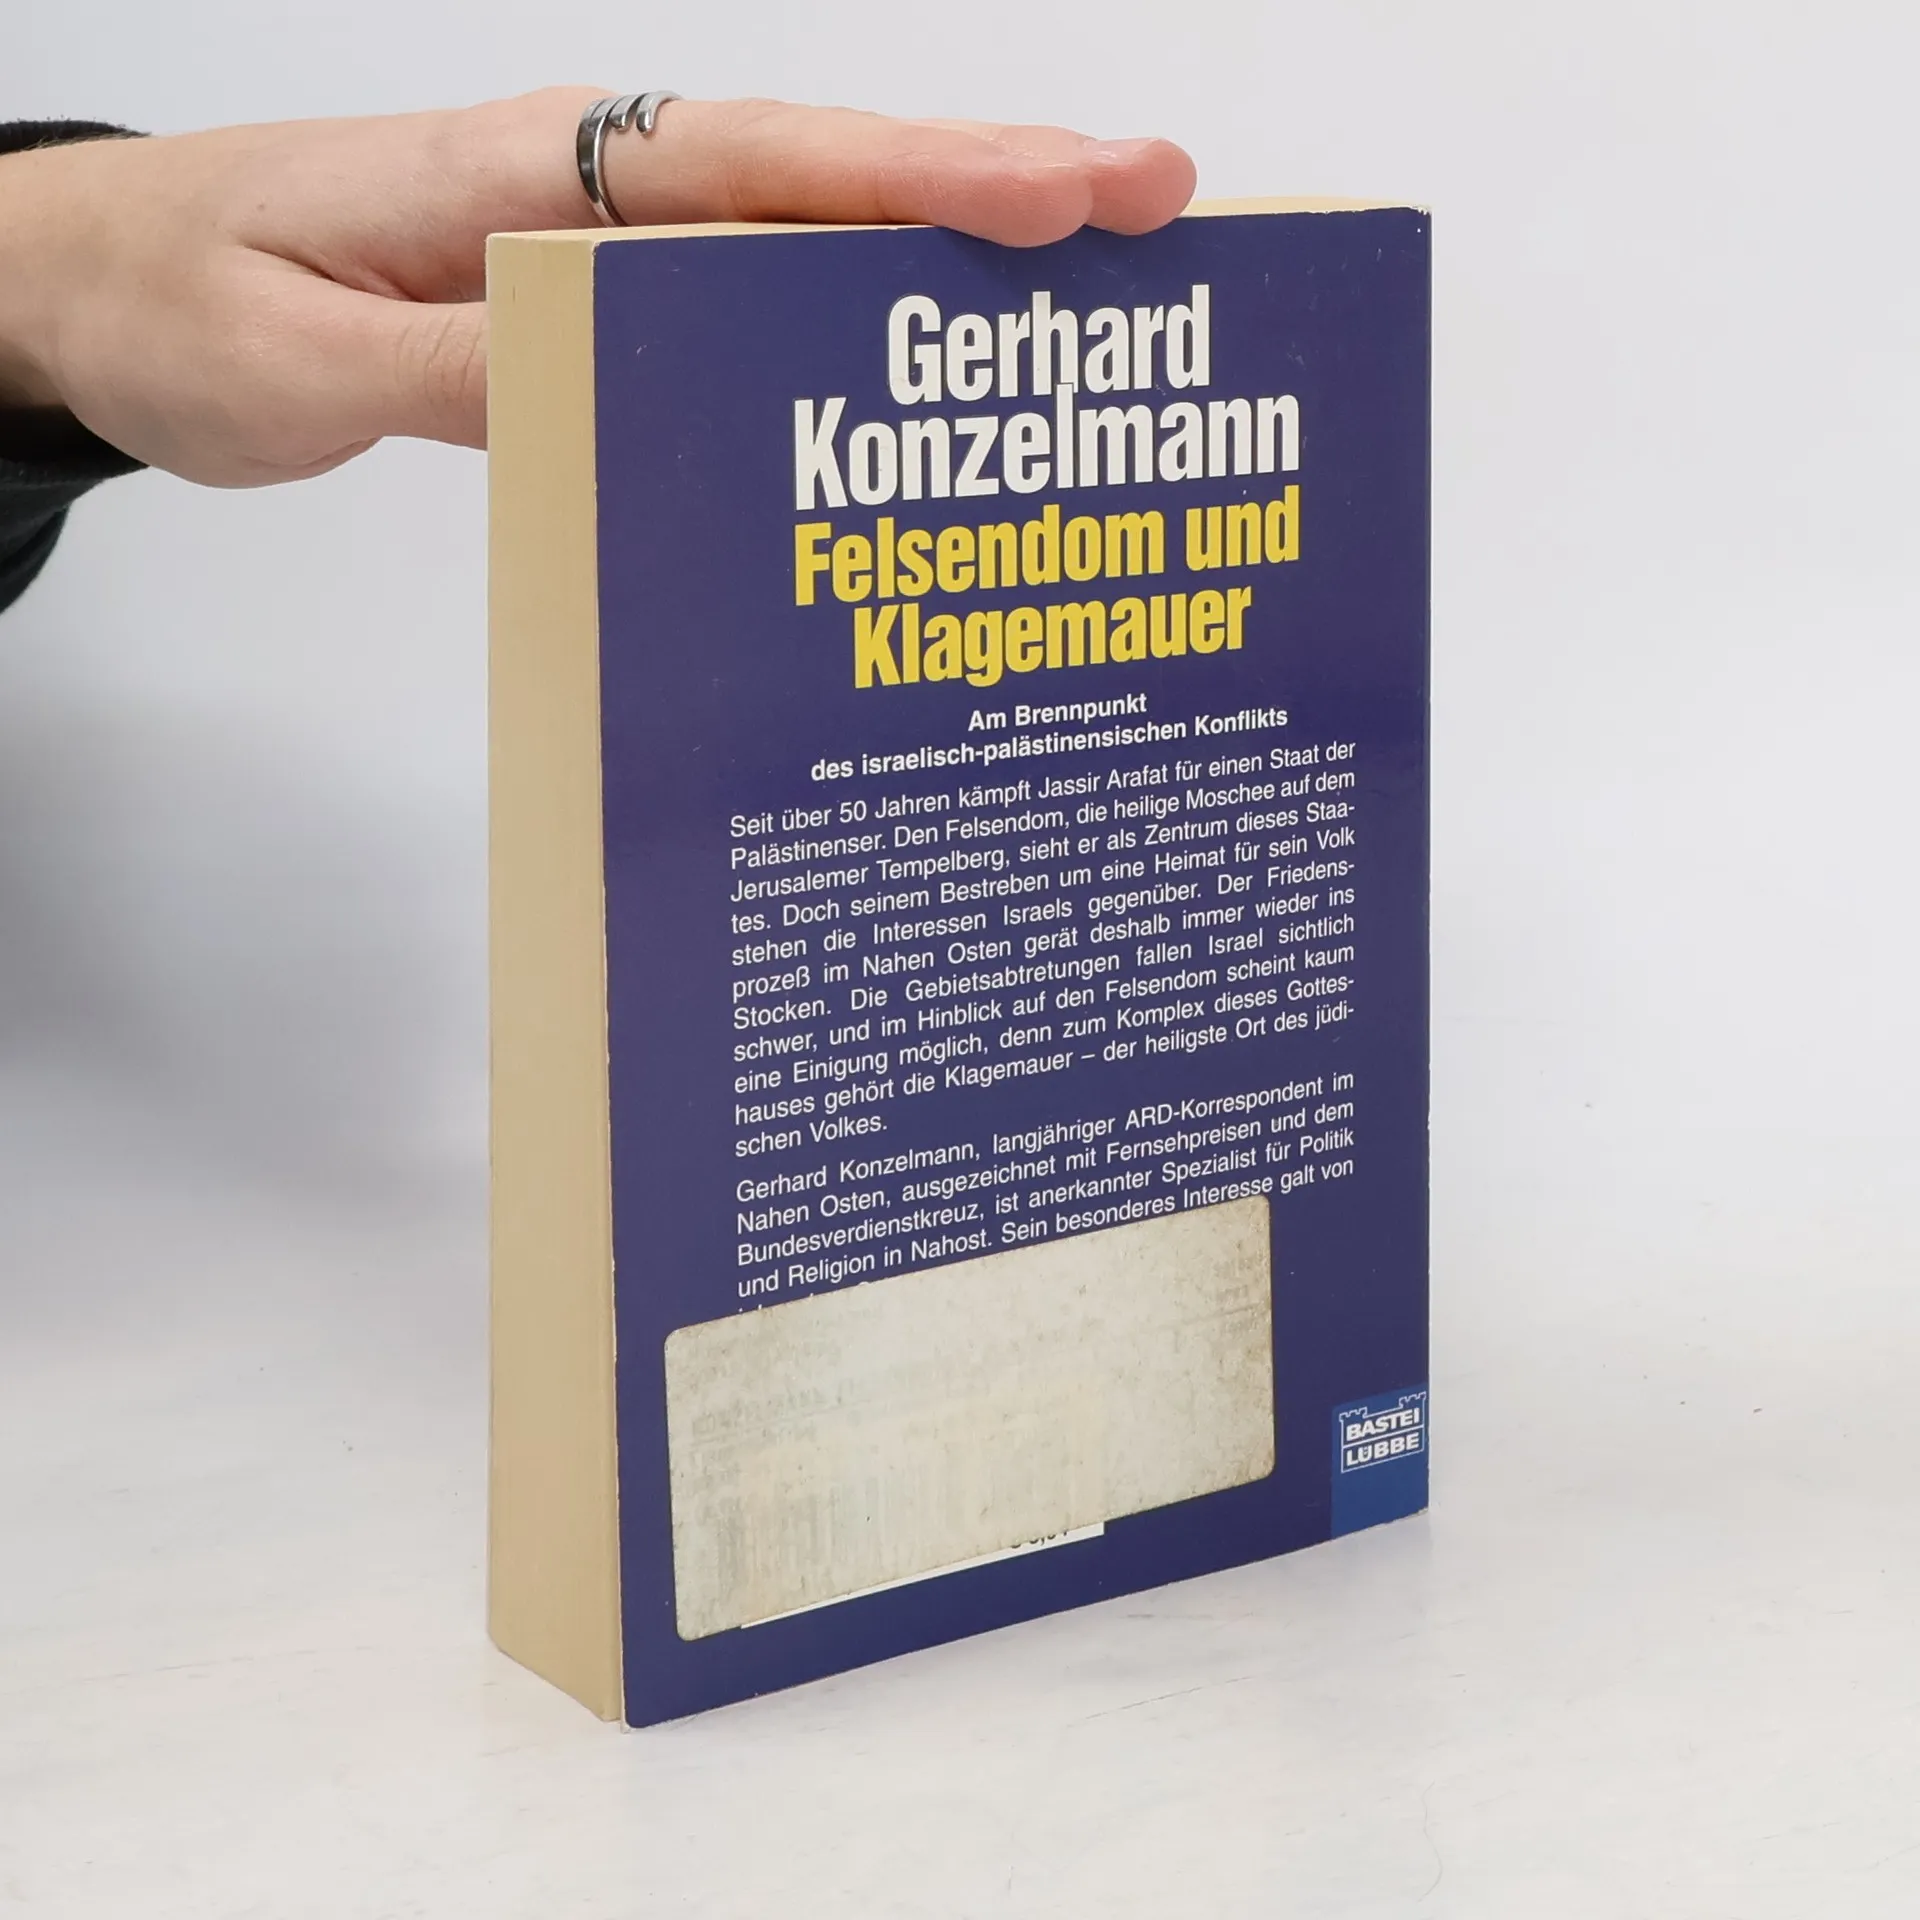 Gerhard
Konzelmann
Felsendom und
Klagemauer
Am Brennpunkt
des israelisch-palästinensischen Konflikts
Seit über 50 Jahren kämpft Jassir Arafat für einen Staat der
Palästinenser. Den Felsendom, die heilige Moschee auf dem
Jerusalemer Tempelberg, sieht er als Zentrum dieses Staa-
tes. Doch seinem Bestreben um eine Heimat für sein Volk
stehen die Interessen Israels gegenüber. Der Friedens-
prozeß im Nahen Osten gerät deshalb immer wieder ins
Stocken. Die Gebietsabtretungen fallen Israel sichtlich
schwer, und im Hinblick auf den Felsendom scheint kaum
eine Einigung möglich, denn zum Komplex dieses Gottes-
hauses gehört die Klagemauer – der heiligste Ort des jüdi-
schen Volkes.
Gerhard Konzelmann, langjähriger ARD-Korrespondent im
Nahen Osten, ausgezeichnet mit Fernsehpreisen und dem
Bundesverdienstkreuz, ist anerkannter Spezialist für Politik
und Religion in Nahost. Sein besonderes Interesse galt von
BASTEI
LÜBBE